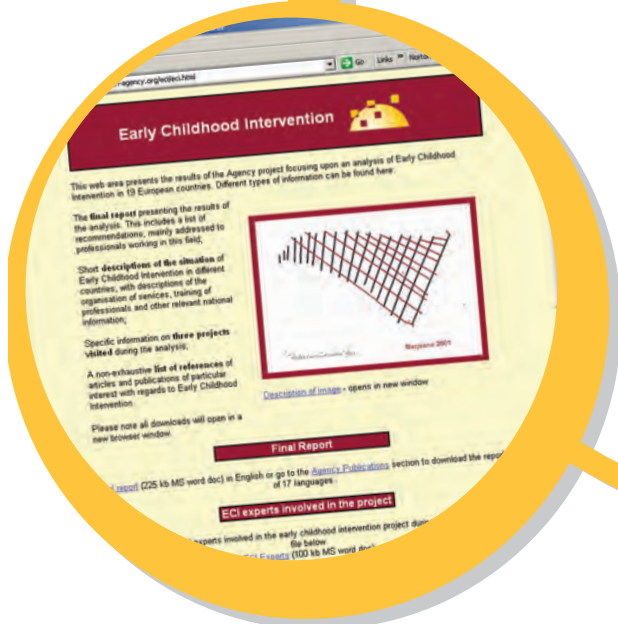 -agency.org/eci/eci.html
Go Links » Norton
Early Childhood Intervention
This web area presents the results of the Agency project focusing upon an analysis of Early Childhood
Intervention in 19 European countries. Different types of information can be found here:
The final report presenting the results of
the analysis. This includes a list of
recommendations, mainly addressed to
professionals working in this field;
Short descriptions of the situation of
Early Childhood Intervention in different
countries, with descriptions of the
organisation of services, training of
professionals and other relevant national
information;
Specific information on three projects
visited during the analysis;
A non-exhaustive list of references of
articles and publications of particular
interest with regards to Early Childhood
Intervention.
Please note all downloads will open in a
new browser window.
2001
Description of image - opens in new window
Final Report
report (225 kb MS word doc) in English or go to the Agency Publications section to download the repo
of 17 languages
ECI experts involved in the project
experts involved in the early childhood intervention project
file below.
Experts (100 kb MS word